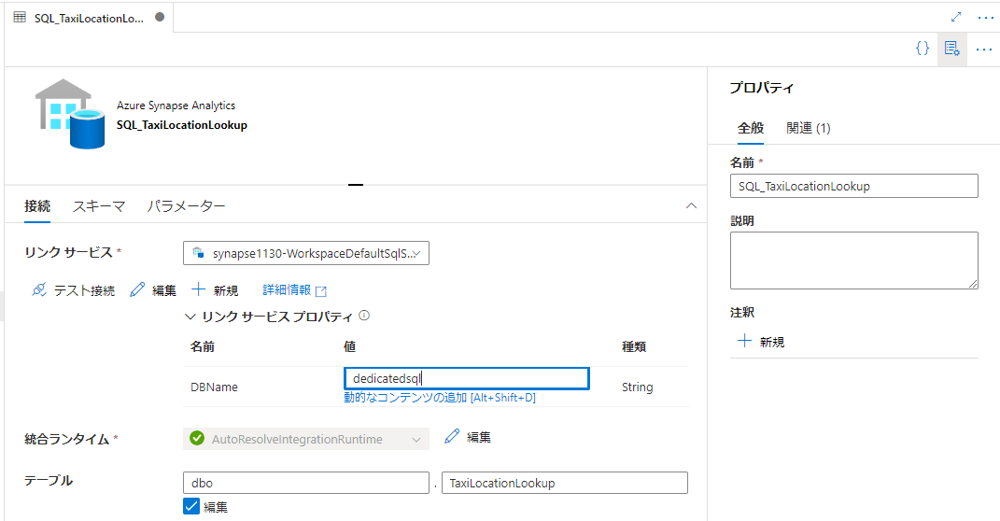 SQL_TaxiLocationLo...
{}
Azure Synapse Analytics
SQL_TaxiLocationLookup
接続 スキーマ パラメーター
リンク サービス *
synapse1130-WorkspaceDefaultSqlS...
テスト接続 編集 新規 詳細情報
リンク サービス プロパティ
名前 値 種類
DBName dedicatedsql String
動的なコンテンツの追加 [Alt+Shift+D]
統合ランタイム * AutoResolveIntegrationRuntime 編集
テーブル dbo . TaxiLocationLookup
編集
プロパティ
全般 関連 (1)
名前 *
SQL_TaxiLocationLookup
説明
注釈
新規